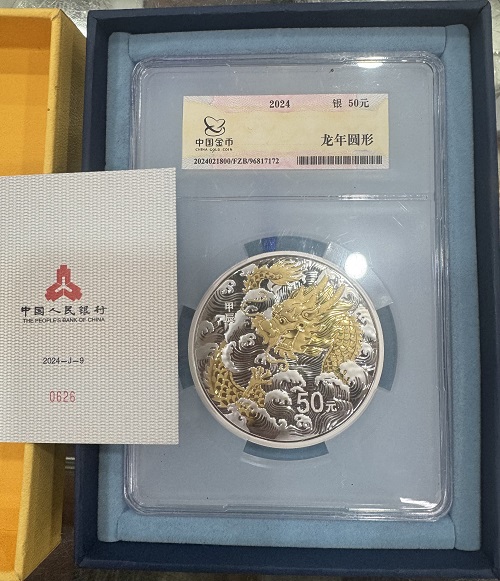 2024 银 50元
中国金币
CHINA GOLD COIN
龙年圆形
2024021800/FZB/96817172
中国人民银行
THE PEOPLE'S BANK OF CHINA
2024-J-9
0626
甲辰
50元